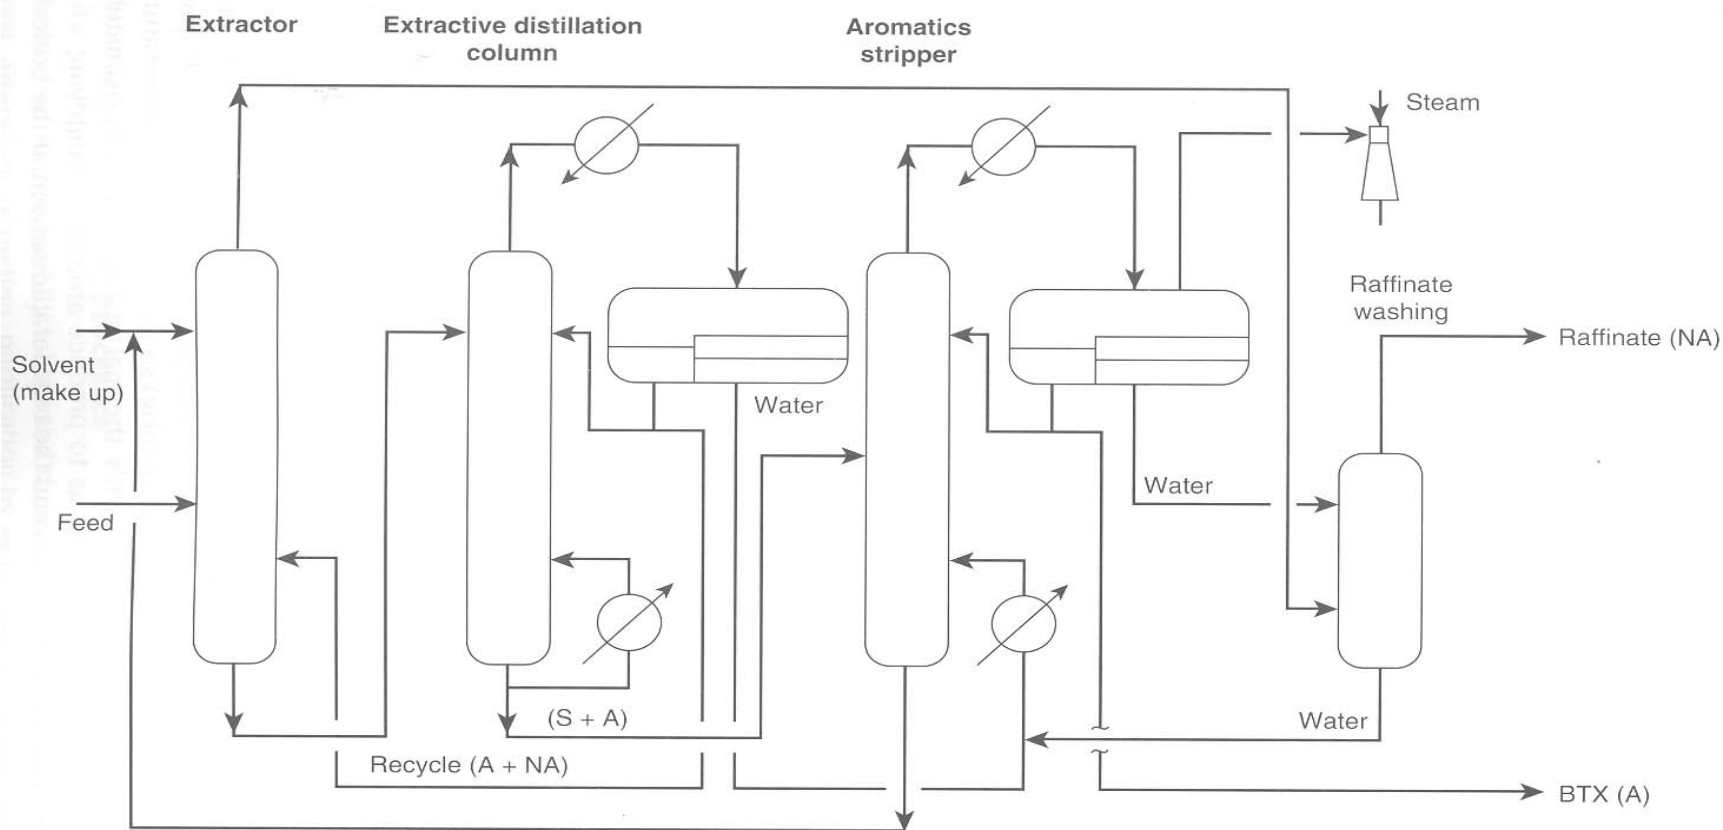 Extractor
Extractive distillation
column
Aromatics
stripper
Steam
Raffinate
washing
Raffinate (NA)
Solvent
(make up)
Water
Water
Feed
(S + A)
Water
Recycle (A + NA)
BTX (A)